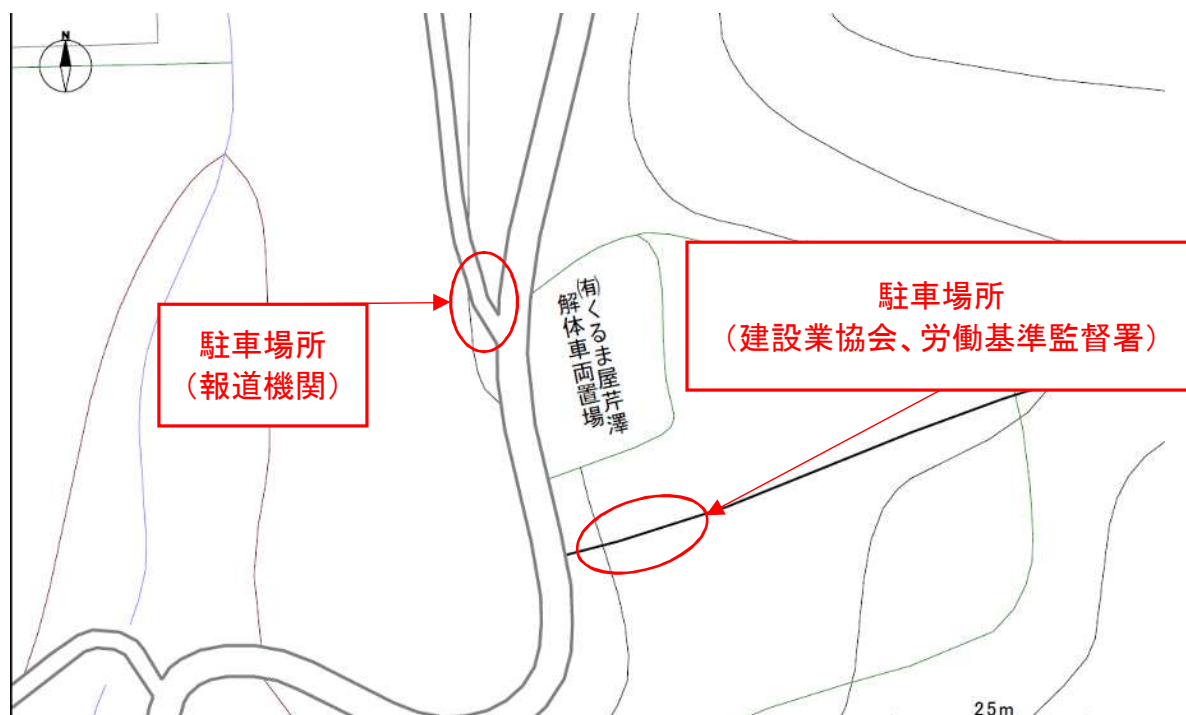 N
㈲くるま屋芹澤
解体車両置場
駐車場所
（報道機関）
駐車場所
（建設業協会、労働基準監督署）
25m